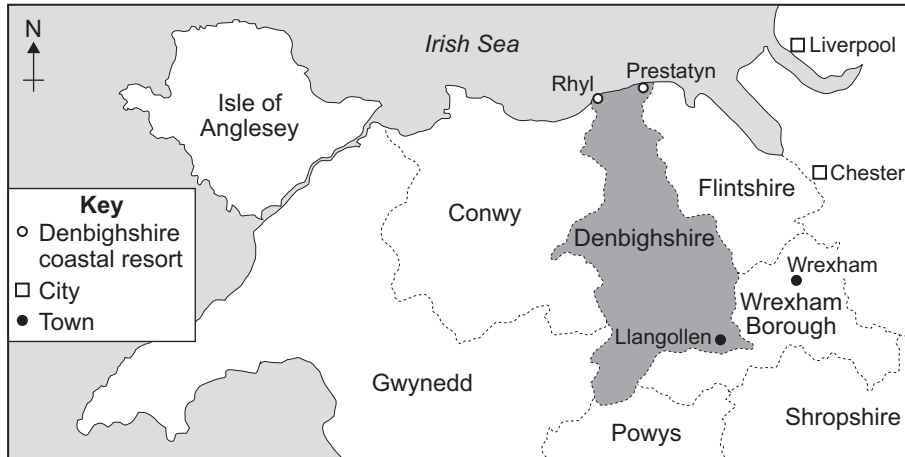 N
Irish Sea
Liverpool
Prestatyn
Rhyl
Isle of
Anglesey
Chester
Flintshire
Key
Denbighshire
coastal resort
City
Town
Conwy
Denbighshire
Wrexham
Wrexham
Borough
Llangollen
Gwynedd
Shropshire
Powys